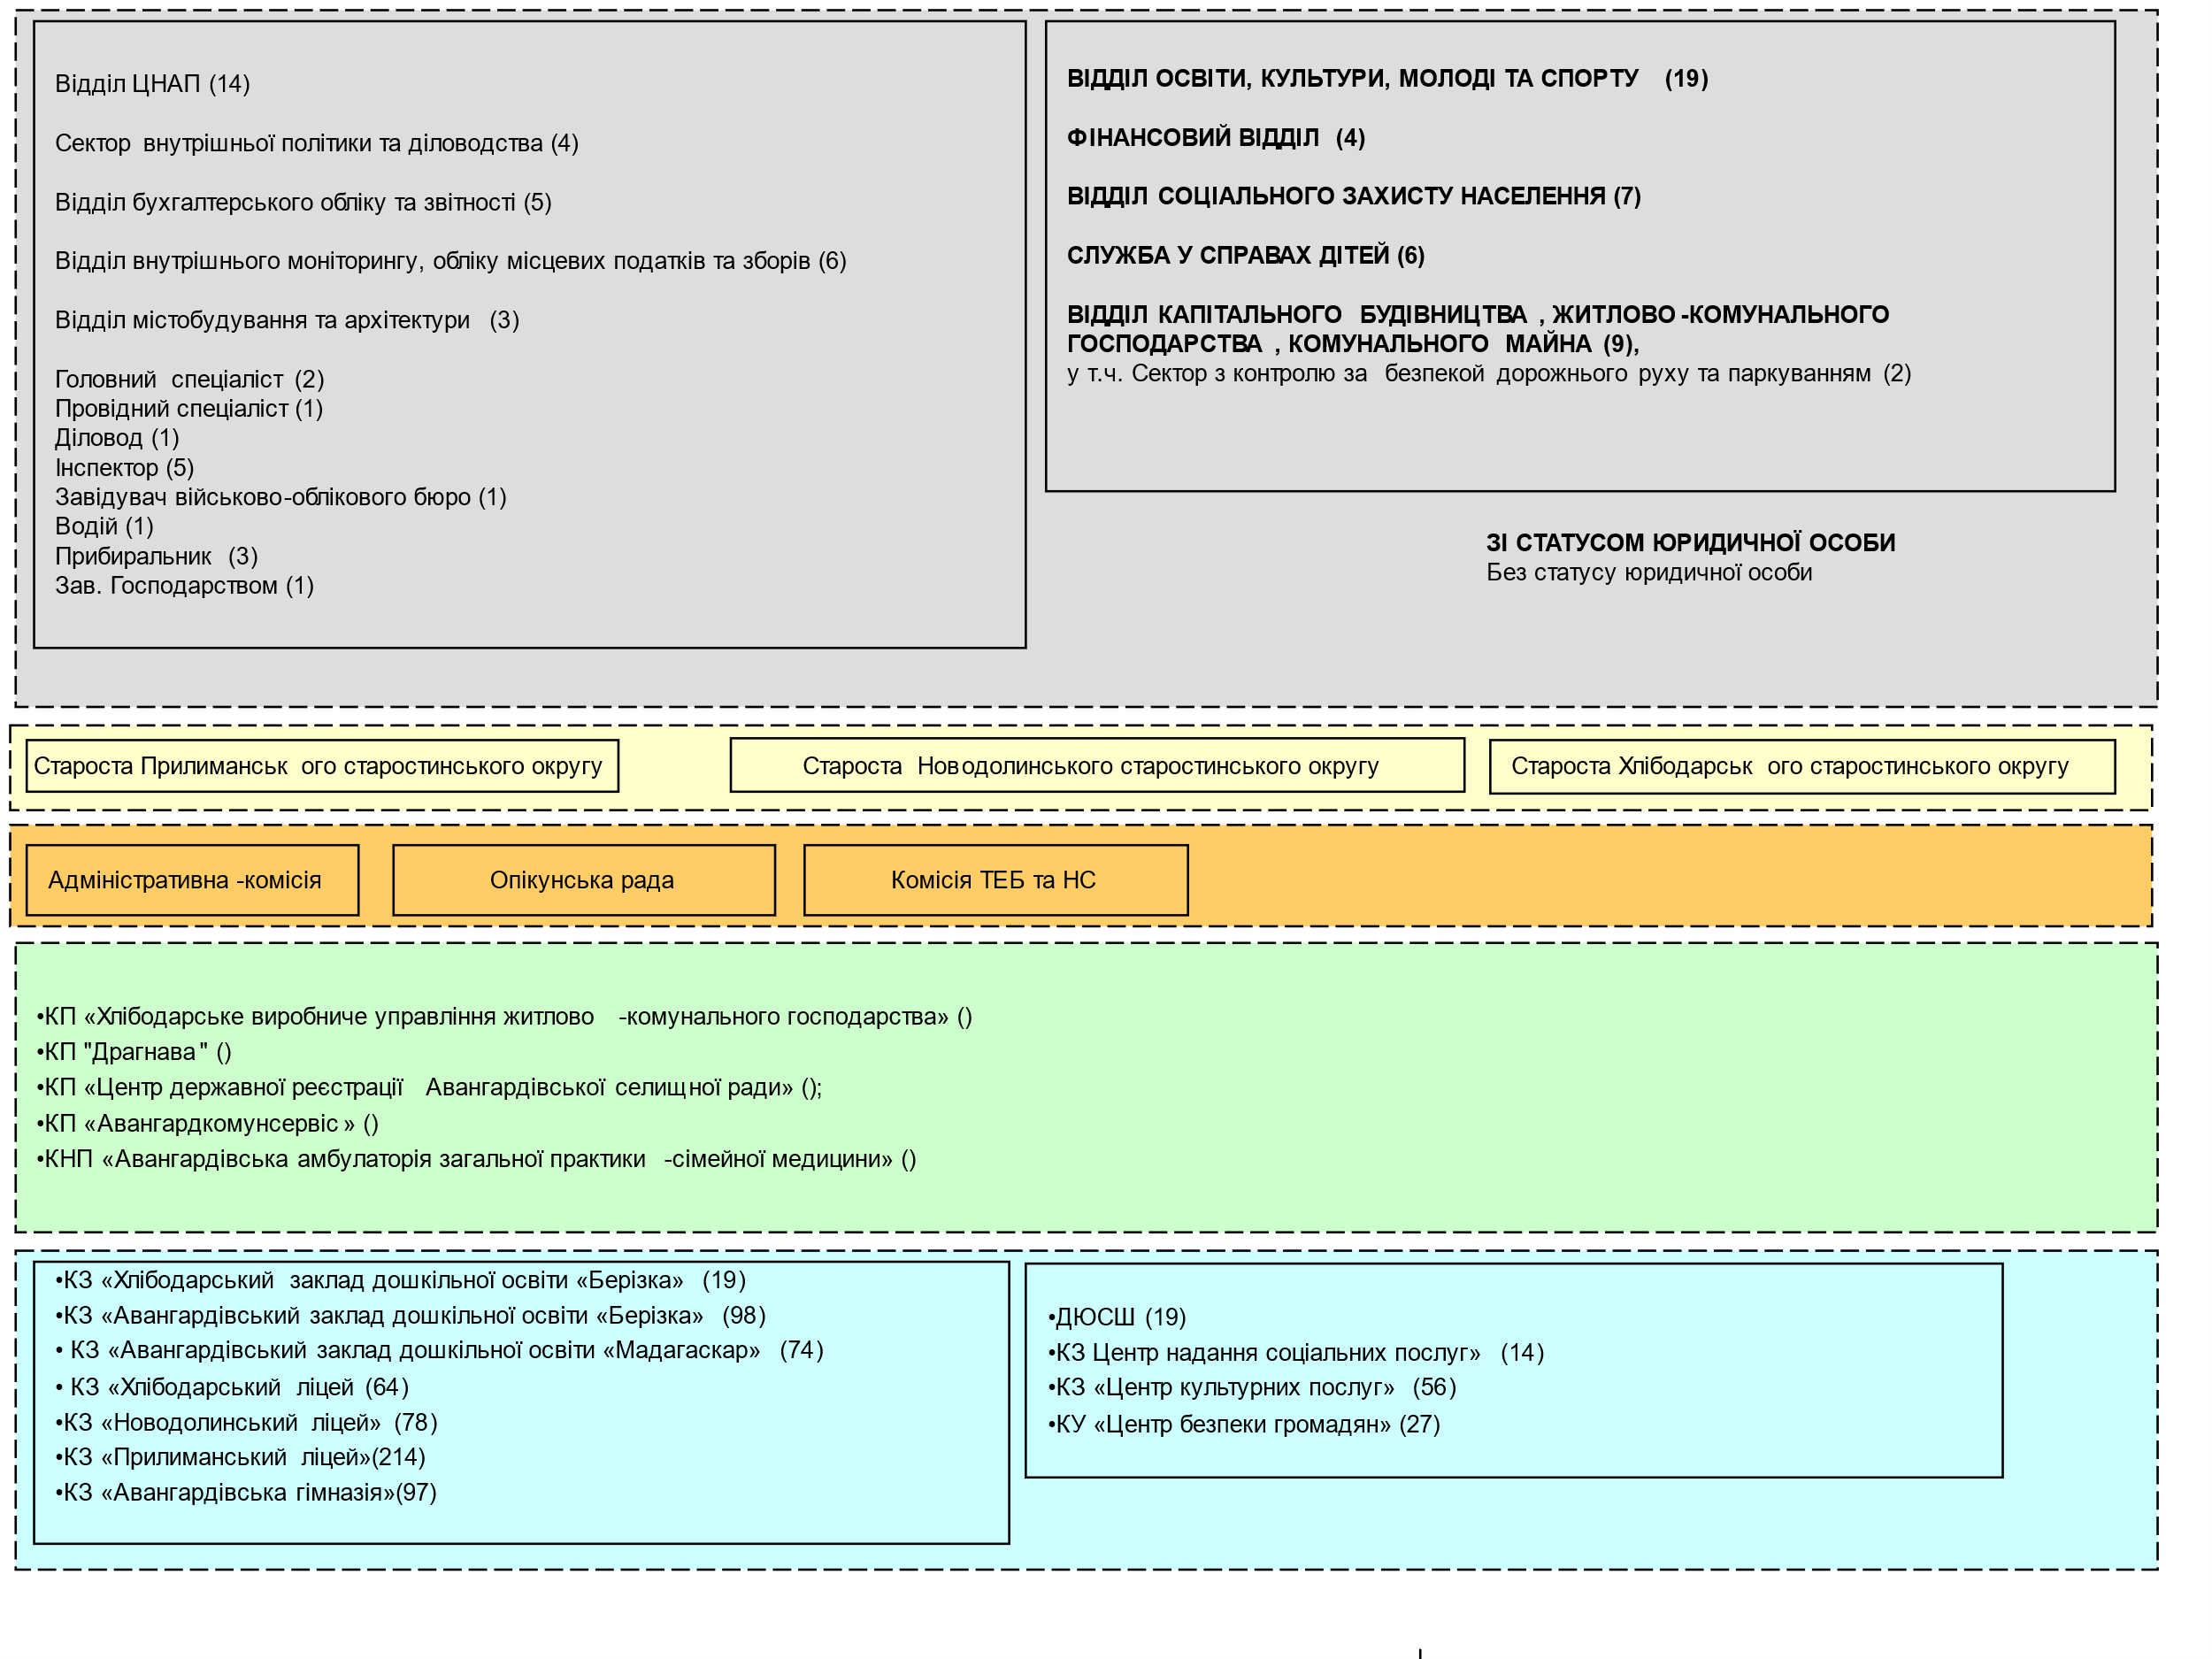 Відділ ЦНАП (14)
Сектор внутрішньої політики та діловодства (4)
Відділ бухгалтерського обліку та звітності (5)
Відділ внутрішнього моніторингу, обліку місцевих податків та зборів (6)
Відділ містобудування та архітектури (3)
Головний спеціаліст (2)
Провідний спеціаліст (1)
Діловод (1)
Інспектор (5)
Завідувач військово-облікового бюро (1)
Водій (1)
Прибиральник (3)
Зав. Господарством (1)
ВІДДІЛ ОСВІТИ, КУЛЬТУРИ, МОЛОДІ ТА СПОРТУ (19)
ФІНАНСОВИЙ ВІДДІЛ (4)
ВІДДІЛ СОЦІАЛЬНОГО ЗАХИСТУ НАСЕЛЕННЯ (7)
СЛУЖБА У СПРАВАХ ДІТЕЙ (6)
ВІДДІЛ КАПІТАЛЬНОГО БУДІВНИЦТВА , ЖИТЛОВО -КОМУНАЛЬНОГО
ГОСПОДАРСТВА , КОМУНАЛЬНОГО МАЙНА (9),
у т.ч. Сектор з контролю за безпекой дорожнього руху та паркуванням (2)
ЗІ СТАТУСОМ ЮРИДИЧНОЇ ОСОБИ
Без статусу юридичної особи
Староста Прилиманськ ого старостинського округу
Староста Новодолинського старостинського округу
Староста Хлібодарськ ого старостинського округу
Адміністративна -комісія
Опікунська рада
Комісія ТЕБ та НС
•КП «Хлібодарське виробниче управління житлово -комунального господарства» ()
•КП "Драгнава" ()
•КП «Центр державної реєстрації Авангардівської селищної ради» ();
•КП «Авангардкомунсервіс» ()
•КНП «Авангардівська амбулаторія загальної практики -сімейної медицини» ()
•КЗ «Хлібодарський заклад дошкільної освіти «Берізка» (19)
•КЗ «Авангардівський заклад дошкільної освіти «Берізка» (98)
• КЗ «Авангардівський заклад дошкільної освіти «Мадагаскар» (74)
• КЗ «Хлібодарський ліцей (64)
•КЗ «Новодолинський ліцей» (78)
•КЗ «Прилиманський ліцей»(214)
•КЗ «Авангардівська гімназія»(97)
•ДЮСШ (19)
•КЗ Центр надання соціальних послуг» (14)
•КЗ «Центр культурних послуг» (56)
•КУ «Центр безпеки громадян» (27)